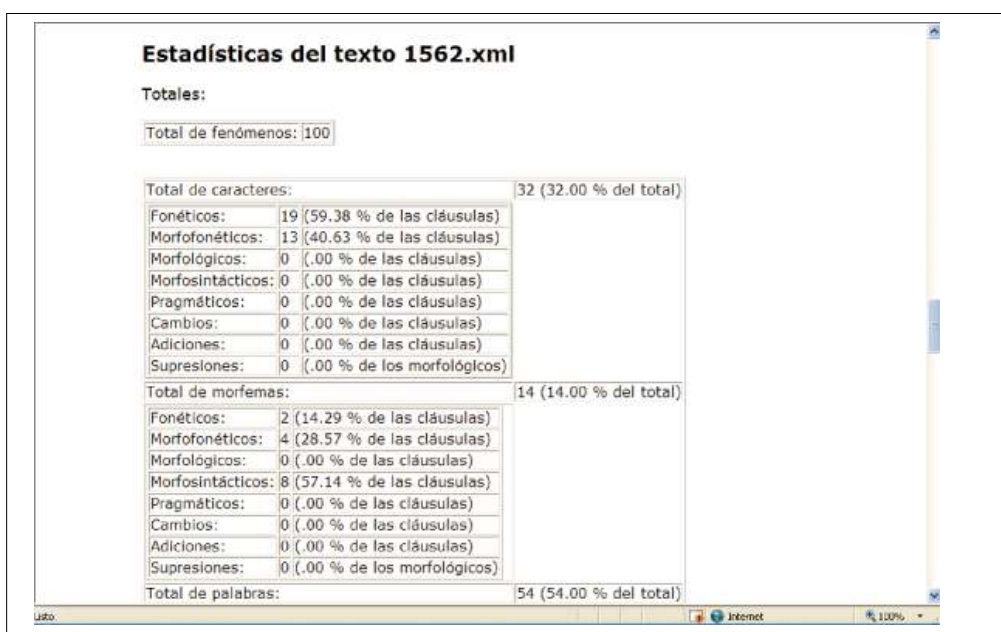 Estadísticas del texto 1562.xml
Totales:
Total de fenómenos: 100
Total de caracteres: 32 (32.00 % del total)
Fonéticos: 19 (59.38 % de las cláusulas)
Morfofonéticos: 13 (40.63 % de las cláusulas)
Morfológicos: 0 (.00 % de las cláusulas)
Morfosintácticos: 0 (.00 % de las cláusulas)
Pragmáticos: 0 (.00 % de las cláusulas)
Cambios: 0 (.00 % de las cláusulas)
Adiciones: 0 (.00 % de las cláusulas)
Supresiones: 0 (.00 % de los morfológicos)
Total de morfemas: 14 (14.00 % del total)
Fonéticos: 2 (14.29 % de las cláusulas)
Morfofonéticos: 4 (28.57 % de las cláusulas)
Morfológicos: 0 (.00 % de las cláusulas)
Morfosintácticos: 8 (57.14 % de las cláusulas)
Pragmáticos: 0 (.00 % de las cláusulas)
Cambios: 0 (.00 % de las cláusulas)
Adiciones: 0 (.00 % de las cláusulas)
Supresiones: 0 (.00 % de los morfológicos)
Total de palabras: 54 (54.00 % del total)
Listo Internet 100%